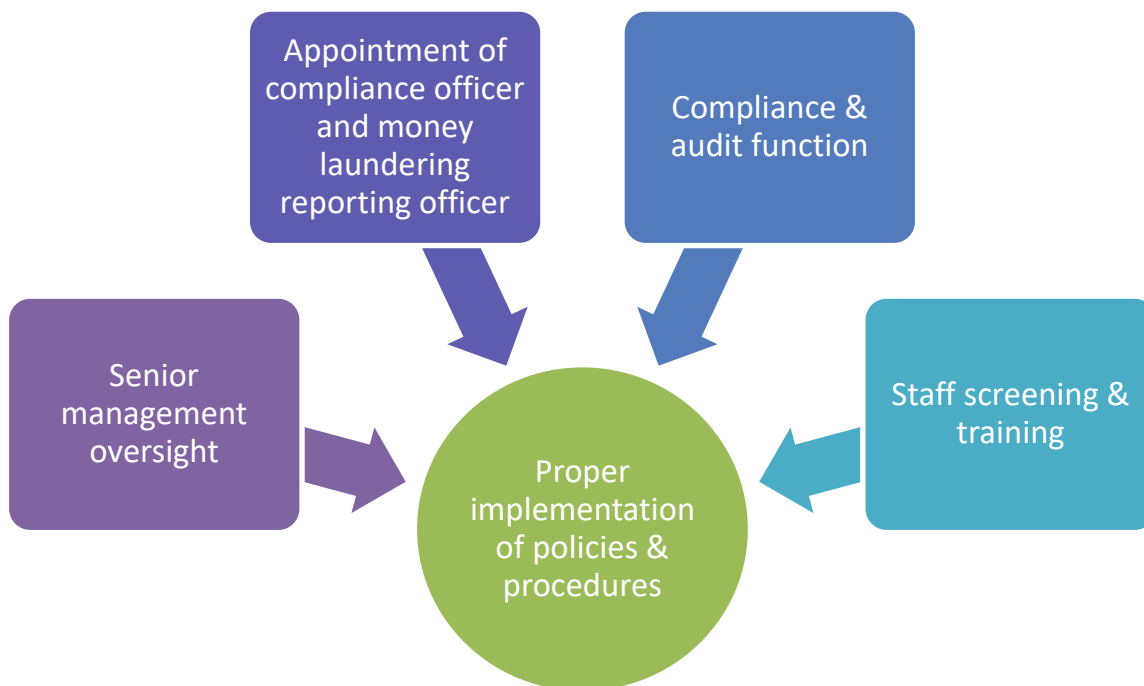 Appointment of
compliance officer
and money
laundering
reporting officer
Compliance &
audit function
Senior
management
oversight
Staff screening &
training
Proper
implementation
of policies &
procedures